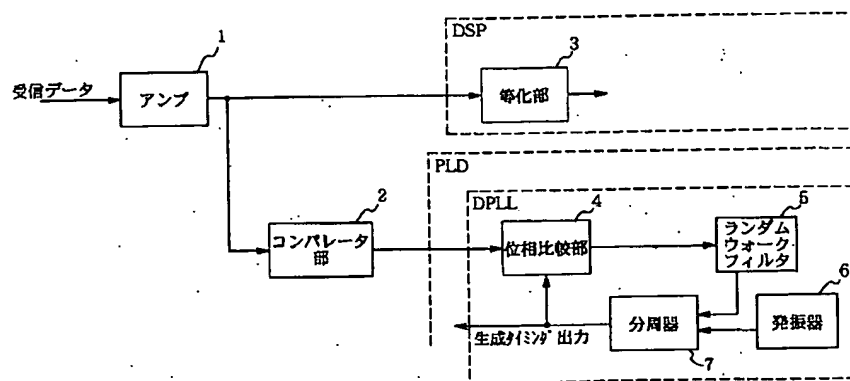 DSP
1
3
受信データ
アンプ
等化部
PLD
DPLL
2
4
5
コンパレータ
部
位相比較部
ランダム
ウォーク
フィルタ
6
生成タイミング出力
分周器
発振器
7